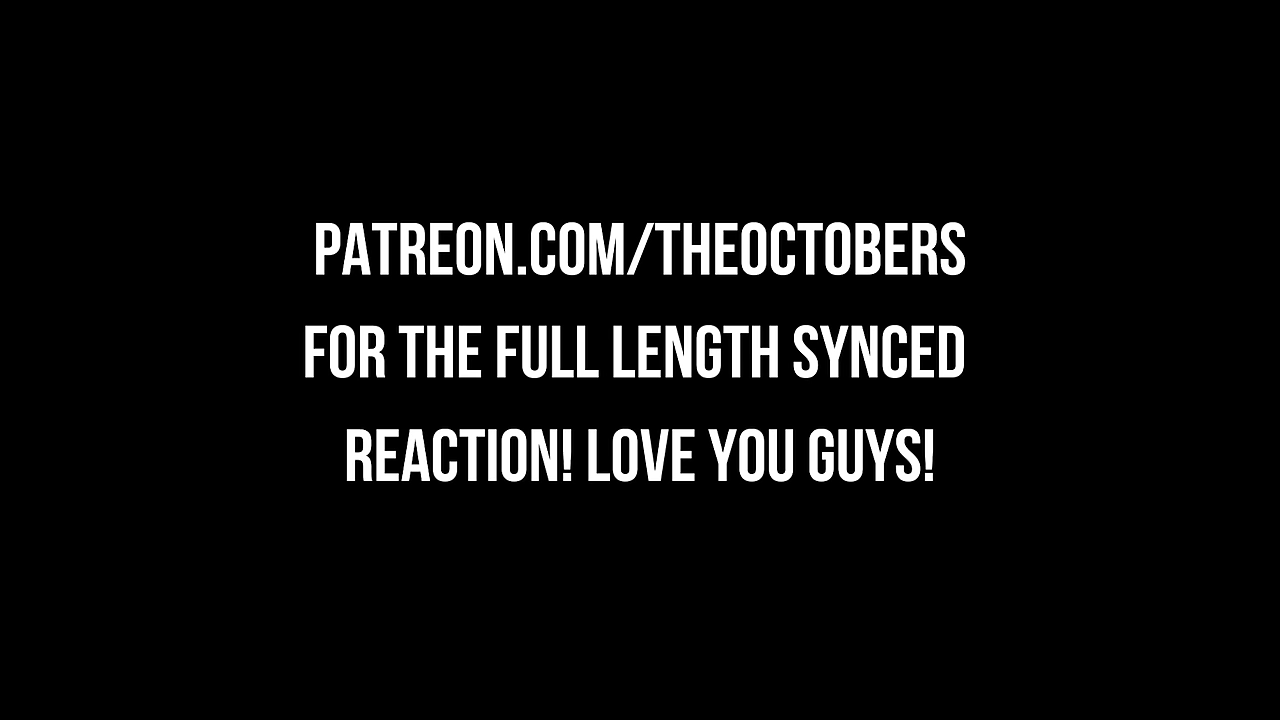 PATREON.COM/THEOCTOBERS
FOR THE FULL LENGTH SYNCED
REACTION! LOVE YOU GUYS!